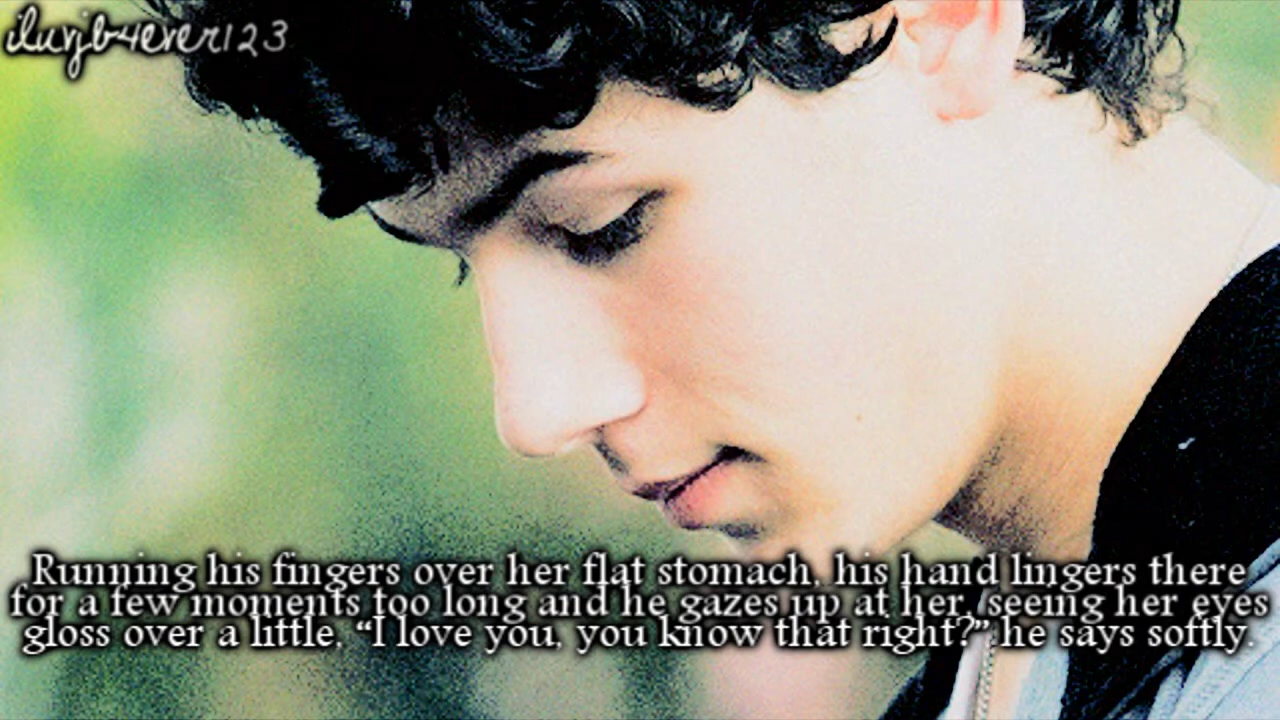 iluvjb4ever123
Running his fingers over her flat stomach, his hand lingers there
for a few moments too long and he gazes up at her, seeing her eyes
gloss over a little, “I love you, you know that right?” he says softly.